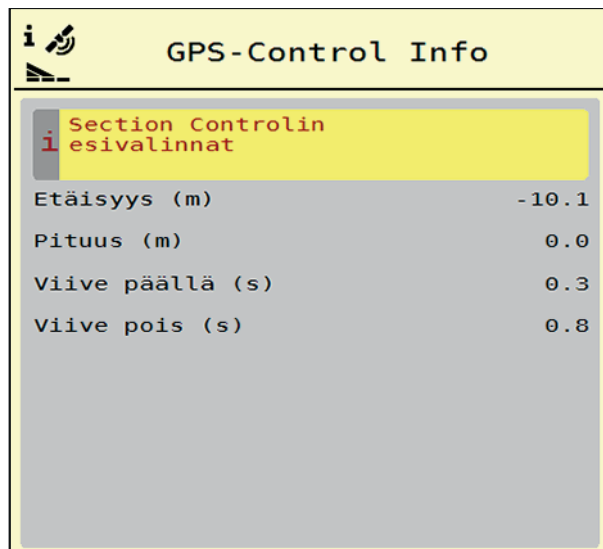 i
GPS-Control Info
i
Section Controlin
esivalinnat
Etäisyys (m) -10.1
Pituus (m) 0.0
Viive päällä (s) 0.3
Viive pois (s) 0.8